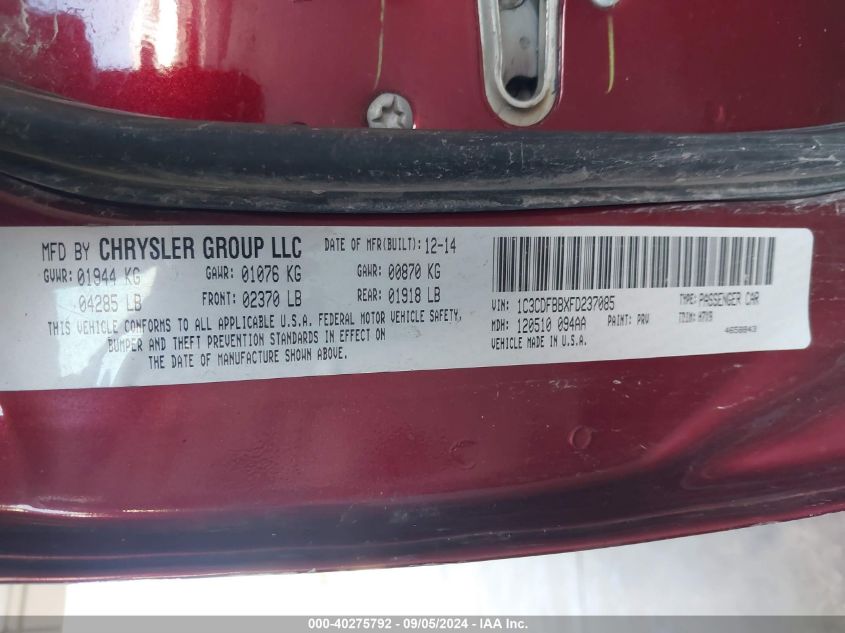 MFD BY CHRYSLER GROUP LLC DATE OF MFR(BUILT): 12-14
GVWR: 01944 KG GAWR: 01076 KG GAWR: 00870 KG
04285 LB FRONT: 02370 LB REAR: 01918 LB
THIS VEHICLE CONFORMS TO ALL APPLICABLE U.S.A. FEDERAL MOTOR VEHICLE SAFETY,
BUMPER AND THEFT PREVENTION STANDARDS IN EFFECT ON
THE DATE OF MANUFACTURE SHOWN ABOVE.
VIN: 1C3CDFBBXFD237085 TYPE: PASSENGER CAR
MDH: 120510 094AA PAINT: PRV TRIM: H7X9
VEHICLE MADE IN U.S.A. 4658843
000-40275792 - 09/05/2024 - IAA Inc.